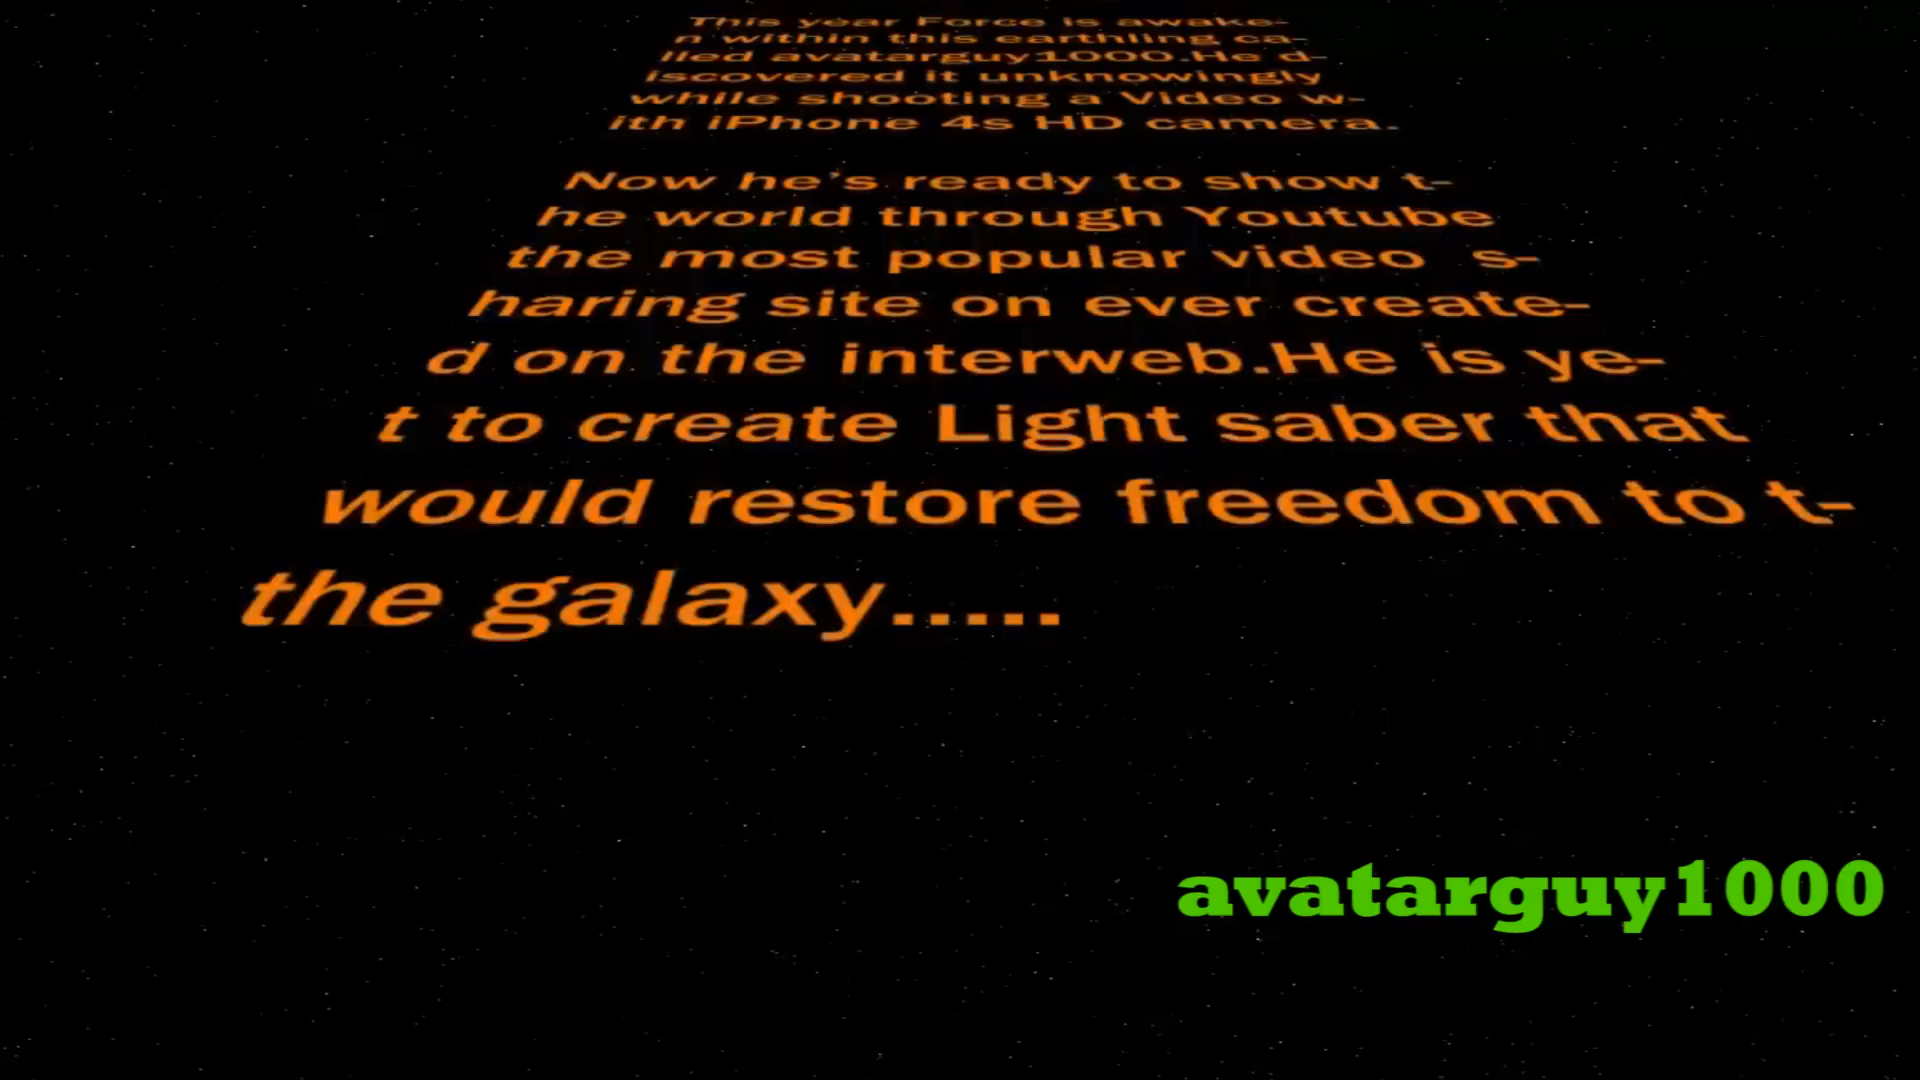 This year Force is awake-
n within this earthling ca-
lled avatarguy1000.He d-
iscovered it unknowingly
while shooting a Video w-
ith iPhone 4s HD camera.
Now he's ready to show t-
he world through Youtube
the most popular video s-
haring site on ever create-
d on the interweb.He is ye-
t to create Light saber that
would restore freedom to t-
the galaxy.....
avatarguy1000